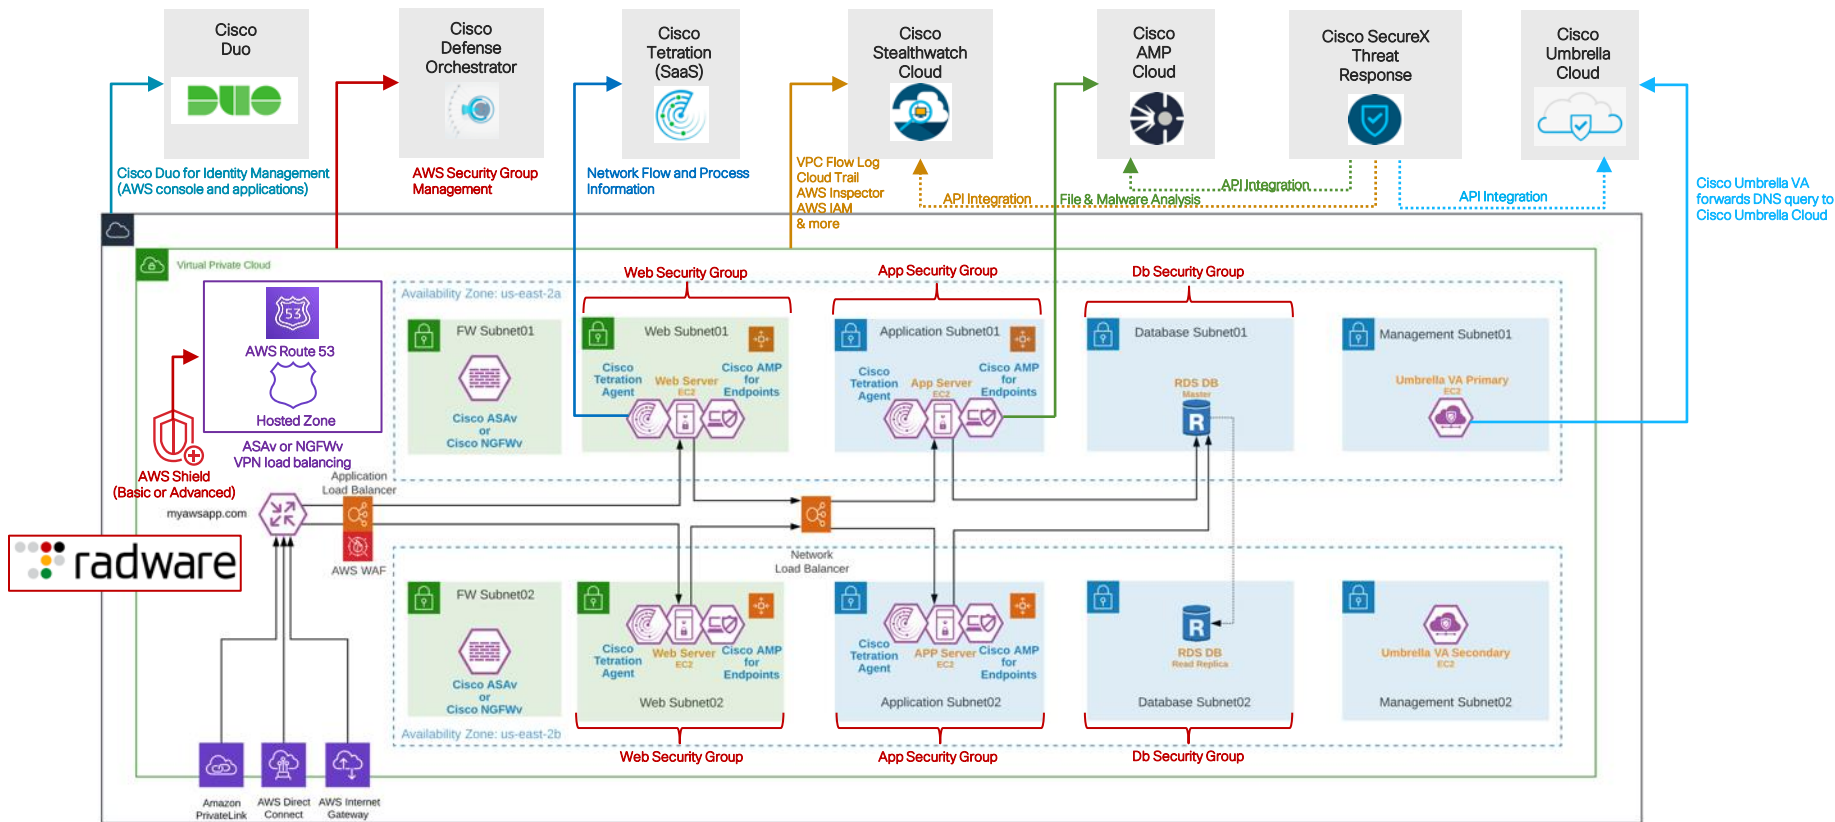 Cisco
Duo
DUO
Cisco
Defense
Orchestrator
Cisco
Tetration
(SaaS)
Cisco
Stealthwatch
Cloud
Cisco
AMP
Cloud
Cisco SecureX
Threat
Response
Cisco
Umbrella
Cloud
Cisco Duo for Identity Management
(AWS console and applications)
AWS Security Group
Management
Network Flow and Process
Information
VPC Flow Log
Cloud Trail
AWS Inspector
AWS IAM
& more
API Integration
File & Malware Analysis
API Integration
API Integration
Cisco Umbrella VA
forwards DNS query to
Cisco Umbrella Cloud
Virtual Private Cloud
Web Security Group
App Security Group
Db Security Group
Availability Zone: us-east-2a
53
AWS Route 53
Hosted Zone
ASAv or NGFWv
VPN load balancing
AWS Shield
(Basic or Advanced)
FW Subnet01
Cisco ASAv
or
Cisco NGFWv
Web Subnet01
Cisco
Tetration
Agent
Web Server
EC2
Cisco AMP
for
Endpoints
Application Subnet01
Cisco
Tetration
Agent
App Server
EC2
Cisco AMP
for
Endpoints
Database Subnet01
RDS DB
Master
R
Management Subnet01
Umbrella VA Primary
EC2
Application
Load Balancer
myawsapp.com
AWS WAF
radware
Network
Load Balancer
FW Subnet02
Cisco ASAv
or
Cisco NGFWv
Cisco
Tetration
Agent
Web Server
EC2
Cisco AMP
for
Endpoints
Web Subnet02
Cisco
Tetration
Agent
APP Server
EC2
Cisco AMP
for
Endpoints
Application Subnet02
R
RDS DB
Read Replica
Database Subnet02
Umbrella VA Secondary
EC2
Management Subnet02
Availability Zone: us-east-2b
Web Security Group
App Security Group
Db Security Group
Amazon
PrivateLink
AWS Direct
Connect
AWS Internet
Gateway